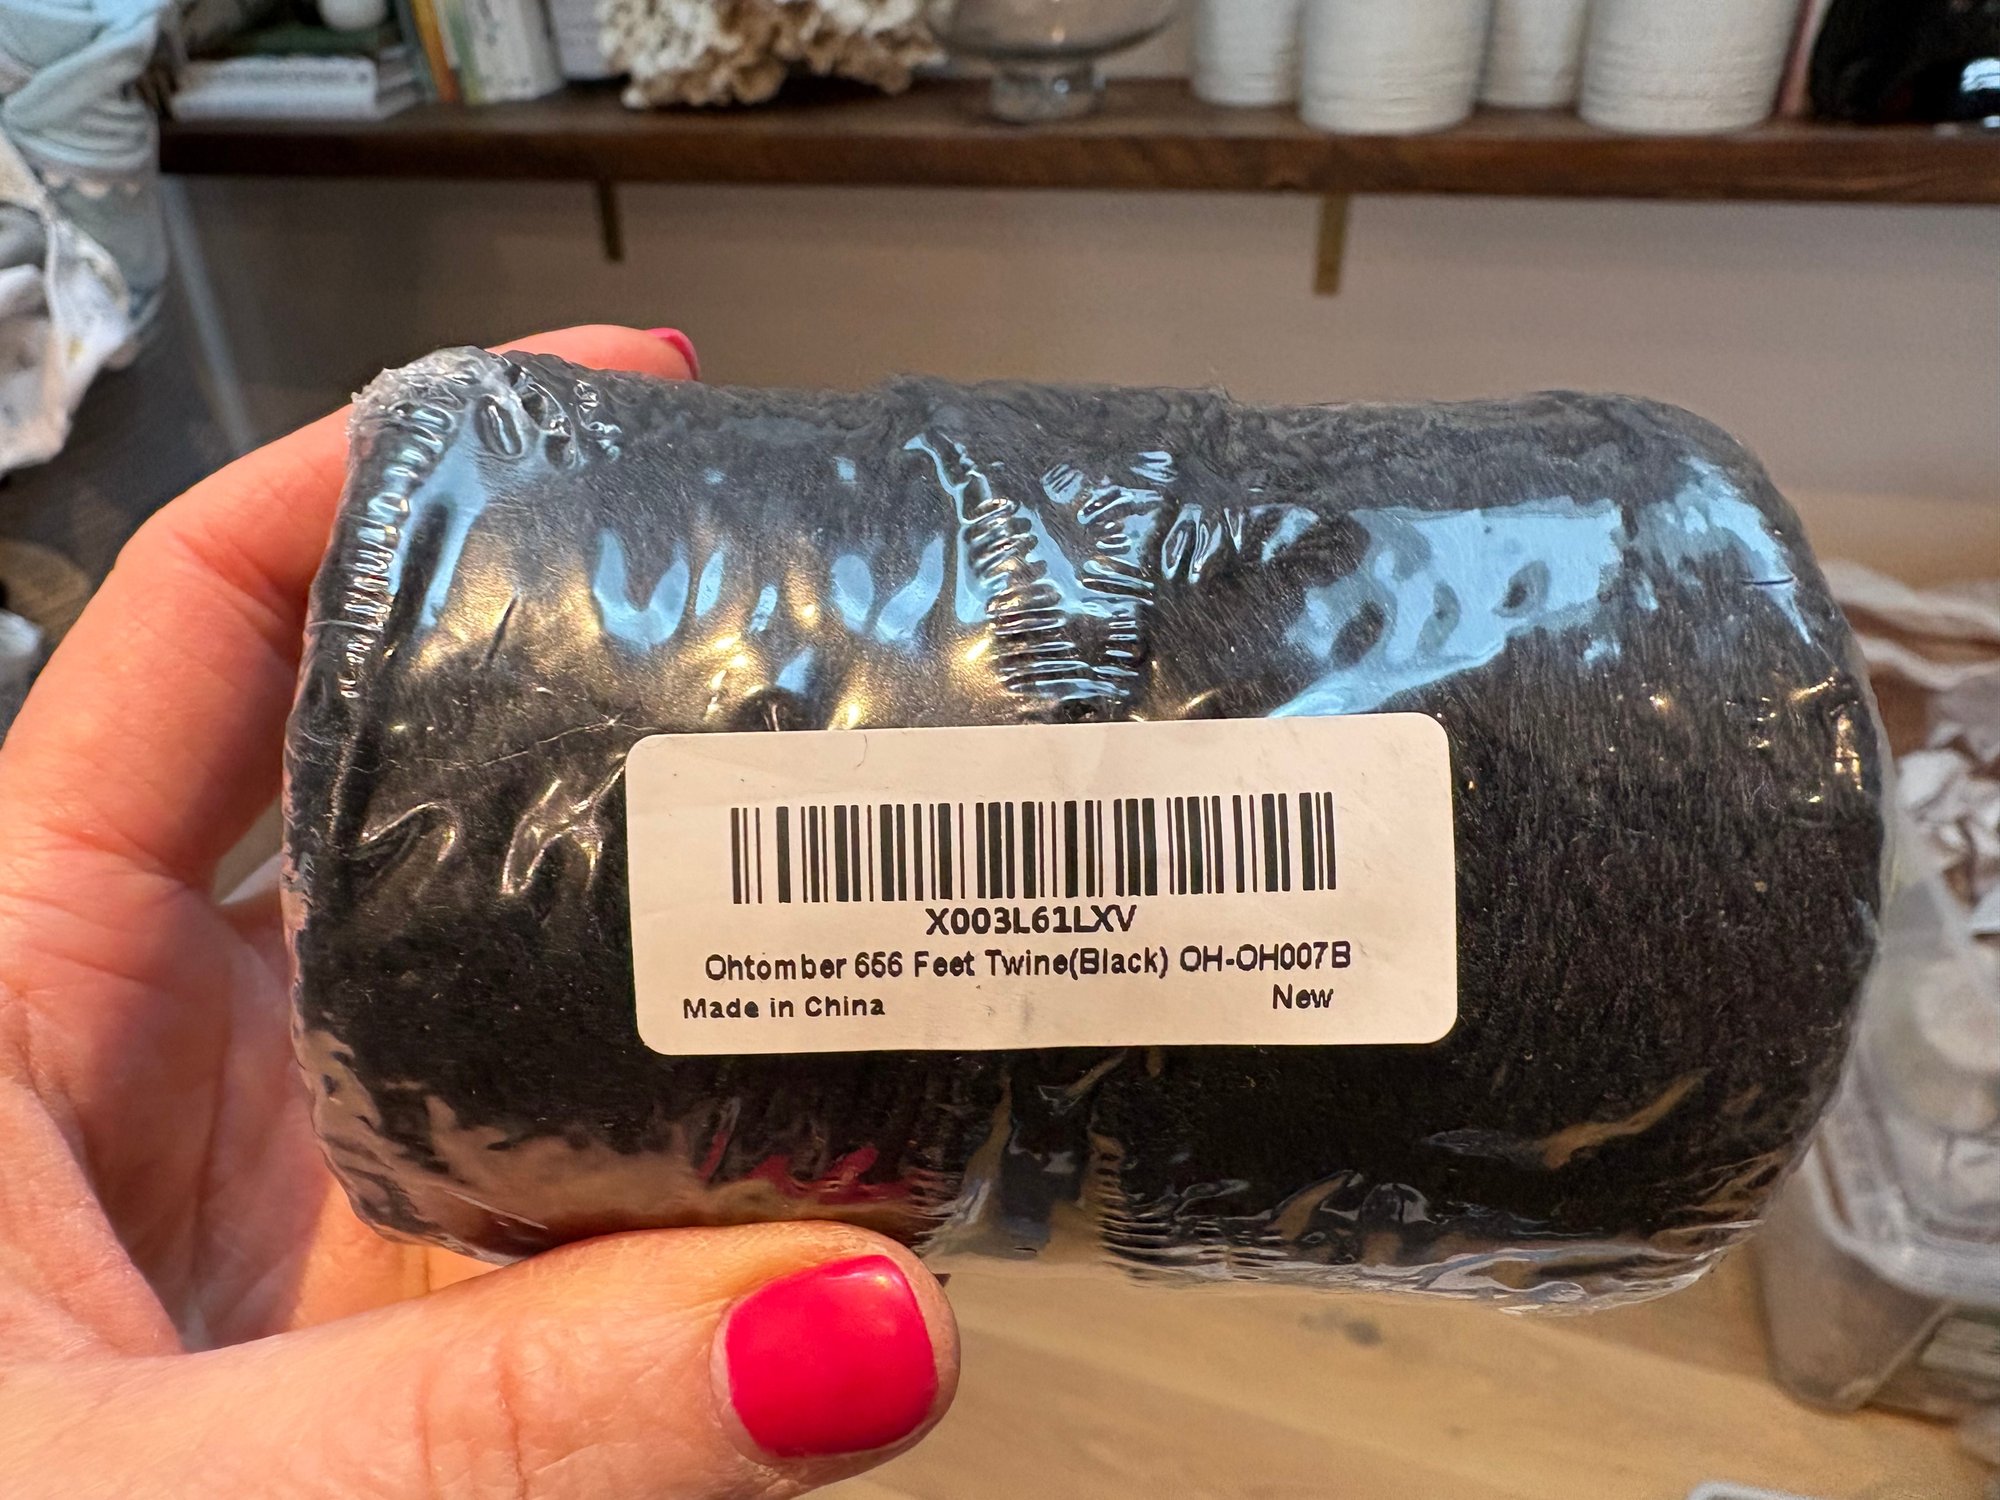 X003L61LXV
Ohtomber 656 Feet Twine(Black) OH-OH007B
Made in China
New